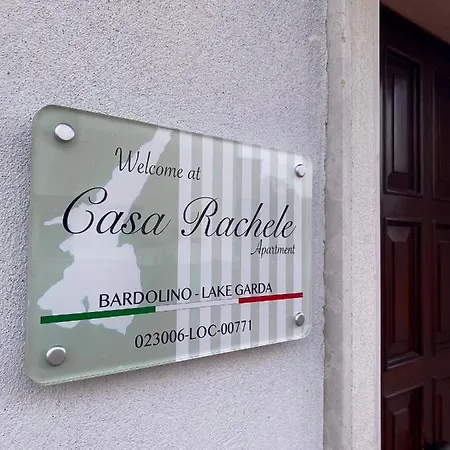 Welcome at
Casa Rachele
Apartment
BARDOLINO - LAKE GARDA
023006-LOC-00771